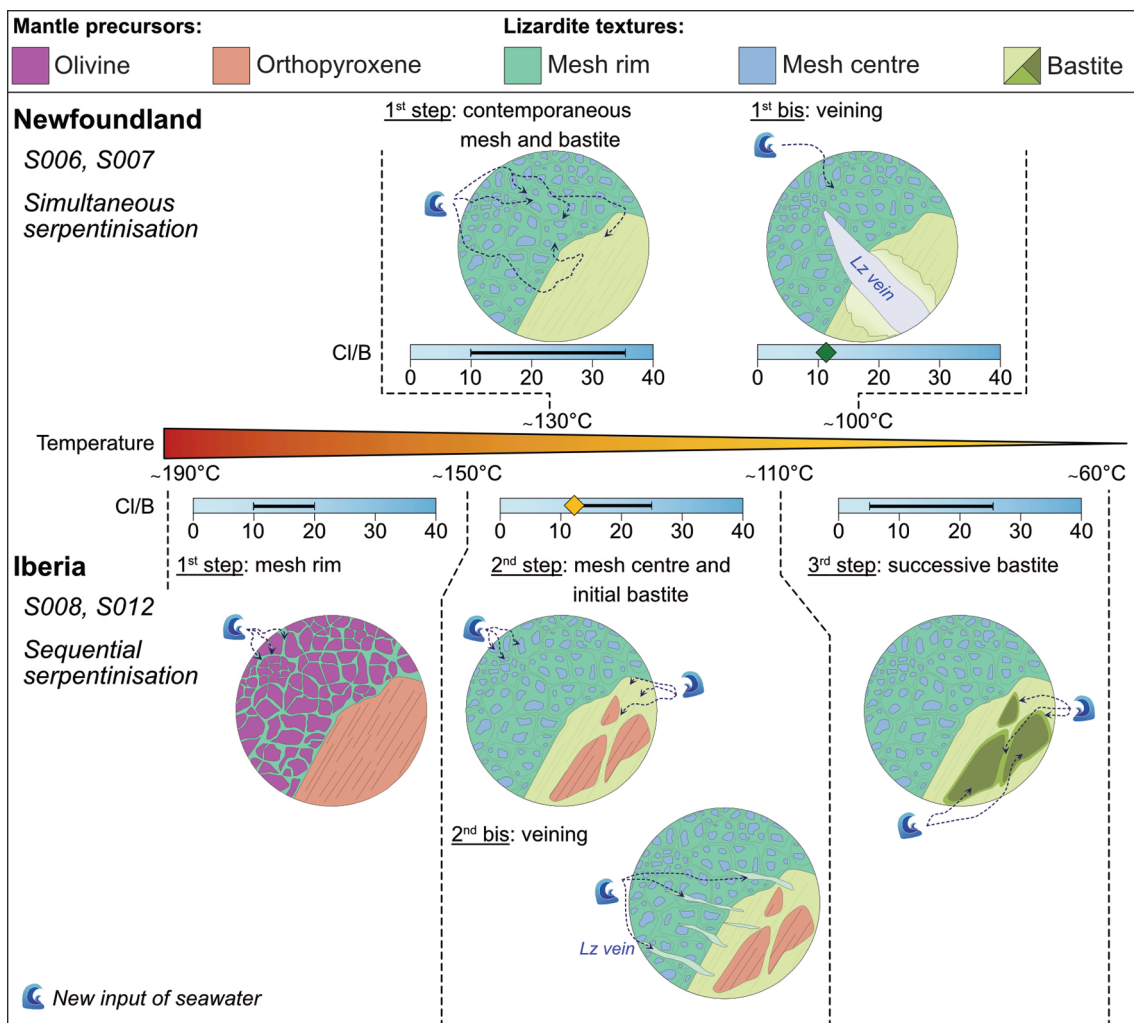 Mantle precursors:
Lizardite textures:
Olivine
Orthopyroxene
Mesh rim
Mesh centre
Bastite
Newfoundland
S006, S007
Simultaneous
serpentinisation
1st step: contemporaneous
mesh and bastite
1st bis: veining
Lz vein
Cl/B
0 10 20 30 40
0 10 20 30 40
~130°C
~100°C
Temperature
~190°C
~150°C
~110°C
~60°C
Cl/B
0 10 20 30 40
0 10 20 30 40
0 10 20 30 40
Iberia
S008, S012
Sequential
serpentinisation
1st step: mesh rim
2nd step: mesh centre and
initial bastite
3rd step: successive bastite
2nd bis: veining
Lz vein
New input of seawater